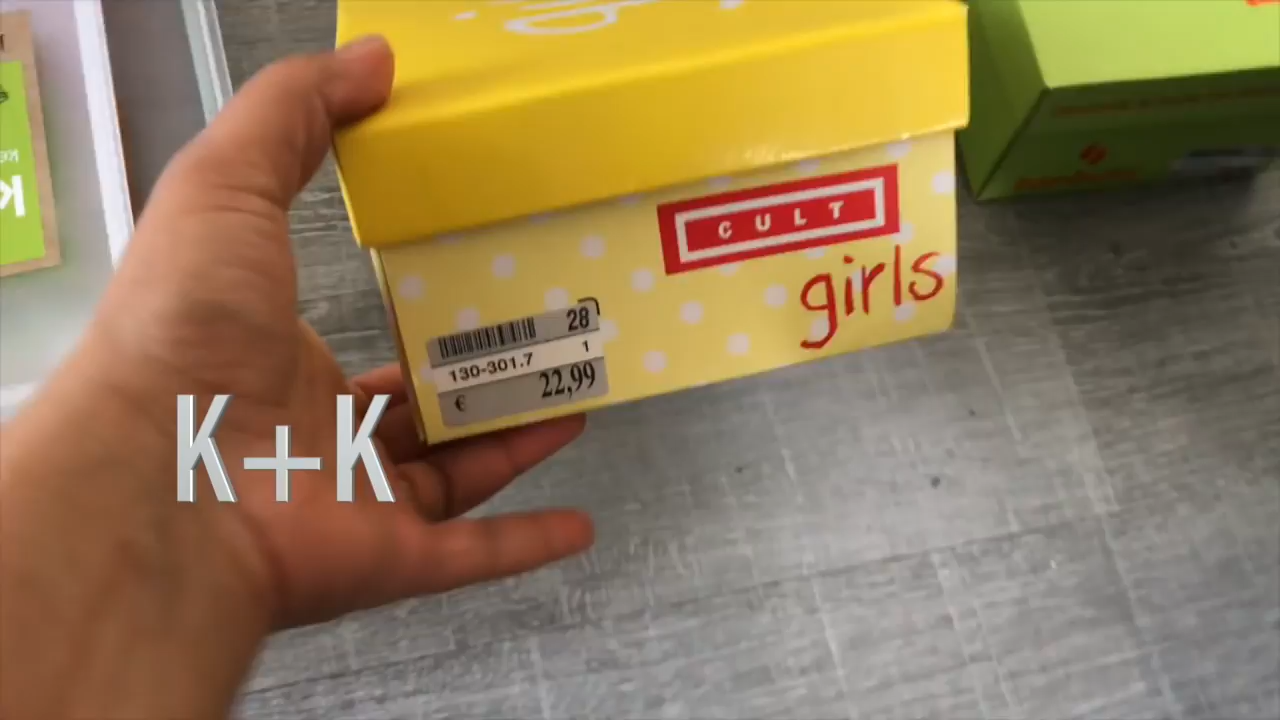 CULT
girls
28
130-301.7 1
€ 22,99
K+K